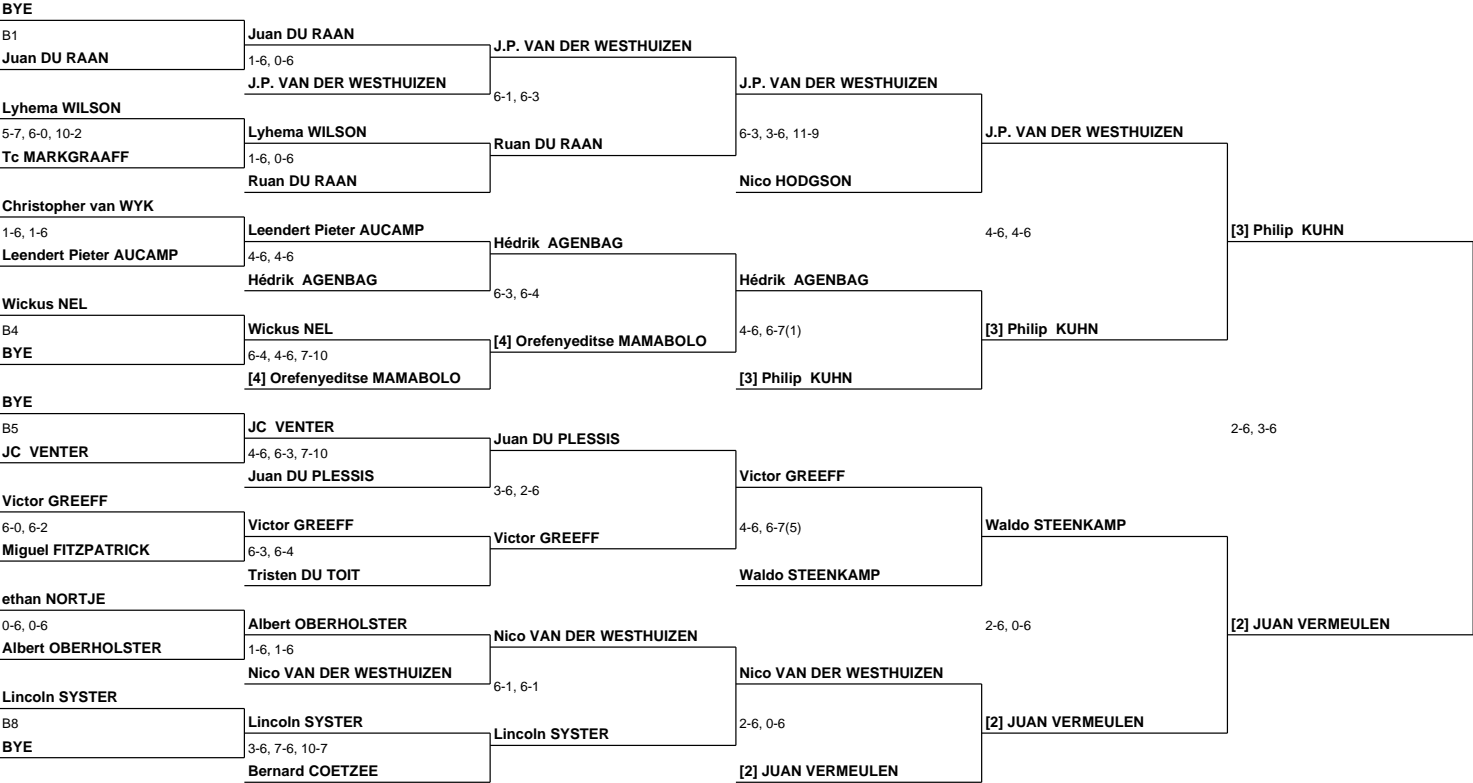 BYE
B1
Juan DU RAAN
Lyhema WILSON
5-7, 6-0, 10-2
Tc MARKGRAAFF
Christopher van WYK
1-6, 1-6
Leendert Pieter AUCAMP
Wickus NEL
B4
BYE
BYE
B5
JC  VENTER
Victor GREEFF
6-0, 6-2
Miguel FITZPATRICK
ethan NORTJE
0-6, 0-6
Albert OBERHOLSTER
Lincoln SYSTER
B8
BYE
Juan DU RAAN
1-6, 0-6
J.P. VAN DER WESTHUIZEN
Lyhema WILSON
1-6, 0-6
Ruan DU RAAN
Leendert Pieter AUCAMP
4-6, 4-6
Hédrik  AGENBAG
Wickus NEL
6-4, 4-6, 7-10
[4] Orefenyeditse MAMABOLO
JC  VENTER
4-6, 6-3, 7-10
Juan DU PLESSIS
Victor GREEFF
6-3, 6-4
Tristen DU TOIT
Albert OBERHOLSTER
1-6, 1-6
Nico VAN DER WESTHUIZEN
Lincoln SYSTER
3-6, 7-6, 10-7
Bernard COETZEE
J.P. VAN DER WESTHUIZEN
6-1, 6-3
Ruan DU RAAN
Hédrik  AGENBAG
6-3, 6-4
[4] Orefenyeditse MAMABOLO
Juan DU PLESSIS
3-6, 2-6
Victor GREEFF
Nico VAN DER WESTHUIZEN
6-1, 6-1
Lincoln SYSTER
J.P. VAN DER WESTHUIZEN
6-3, 3-6, 11-9
Nico HODGSON
Hédrik  AGENBAG
4-6, 6-7(1)
[3] Philip  KUHN
Victor GREEFF
4-6, 6-7(5)
Waldo STEENKAMP
Nico VAN DER WESTHUIZEN
2-6, 0-6
[2] JUAN VERMEULEN
J.P. VAN DER WESTHUIZEN
4-6, 4-6
[3] Philip  KUHN
Waldo STEENKAMP
2-6, 0-6
[2] JUAN VERMEULEN
[3] Philip  KUHN
2-6, 3-6
[2] JUAN VERMEULEN